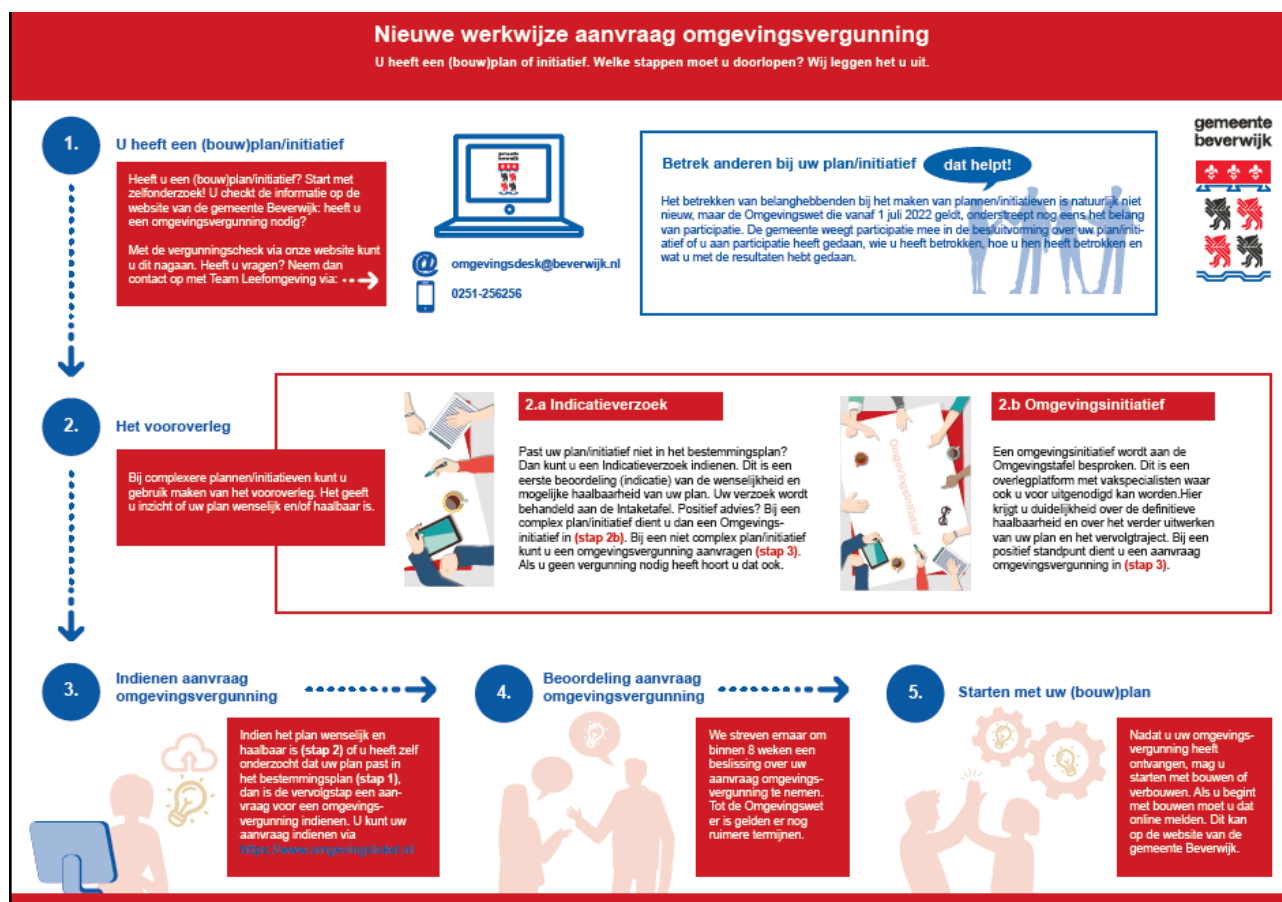 Nieuwe werkwijze aanvraag omgevingsvergunning
U heeft een (bouw)plan of initiatief. Welke stappen moet u doorlopen? Wij leggen het u uit.
gemeente
beverwijk
1.
U heeft een (bouw)plan/initiatief
Heeft u een (bouw)plan/initiatief? Start met
zelfonderzoek! U checkt de informatie op de
website van de gemeente Beverwijk: heeft u
een omgevingsvergunning nodig?
Met de vergunningscheck via onze website kunt
u dit nagaan. Heeft u vragen? Neem dan
contact op met Team Leefomgeving via:
gemeente
beverwijk
@ omgevingsdesk@beverwijk.nl
0251-256256
Betrek anderen bij uw plan/initiatief
dat helpt!
Het betrekken van belanghebbenden bij het maken van plannen/initiatieven is natuurlijk niet
nieuw, maar de Omgevingswet die vanaf 1 juli 2022 geldt, onderstreept nog eens het belang
van participatie. De gemeente weegt participatie mee in de besluitvorming over uw plan/initi-
atief of u aan participatie heeft gedaan, wie u heeft betrokken, hoe u hen heeft betrokken en
wat u met de resultaten hebt gedaan.
2.
Het vooroverleg
Bij complexere plannen/initiatieven kunt u
gebruik maken van het vooroverleg. Het geeft
u inzicht of uw plan wenselijk en/of haalbaar is.
2.a Indicatieverzoek
Past uw plan/initiatief niet in het bestemmingsplan?
Dan kunt u een Indicatieverzoek indienen. Dit is een
eerste beoordeling (indicatie) van de wenselijkheid en
mogelijke haalbaarheid van uw plan. Uw verzoek wordt
behandeld aan de Intaketafel. Positief advies? Bij een
complex plan/initiatief dient u dan een Omgevings-
initiatief in (stap 2b). Bij een niet complex plan/initiatief
kunt u een omgevingsvergunning aanvragen (stap 3).
Als u geen vergunning nodig heeft hoort u dat ook.
Omgevingsinitiatief
2.b Omgevingsinitiatief
Een omgevingsinitiatief wordt aan de
Omgevingstafel besproken. Dit is een
overlegplatform met vakspecialisten waar
ook u voor uitgenodigd kan worden.Hier
krijgt u duidelijkheid over de definitieve
haalbaarheid en over het verder uitwerken
van uw plan en het vervolgtraject. Bij een
positief standpunt dient u een aanvraag
omgevingsvergunning in (stap 3).
3.
Indienen aanvraag
omgevingsvergunning
Indien het plan wenselijk en
haalbaar is (stap 2) of u heeft zelf
onderzocht dat uw plan past in
het bestemmingsplan (stap 1),
dan is de vervolgstap een aan-
vraag voor een omgevings-
vergunning indienen. U kunt uw
aanvraag indienen via
https://www.omgevingsloket.nl
4.
Beoordeling aanvraag
omgevingsvergunning
We streven ernaar om
binnen 8 weken een
beslissing over uw
aanvraag omgevings-
vergunning te nemen.
Tot de Omgevingswet
er is gelden er nog
ruimere termijnen.
5.
Starten met uw (bouw)plan
Nadat u uw omgevings-
vergunning heeft
ontvangen, mag u
starten met bouwen of
verbouwen. Als u begint
met bouwen moet u dat
online melden. Dit kan
op de website van de
gemeente Beverwijk.